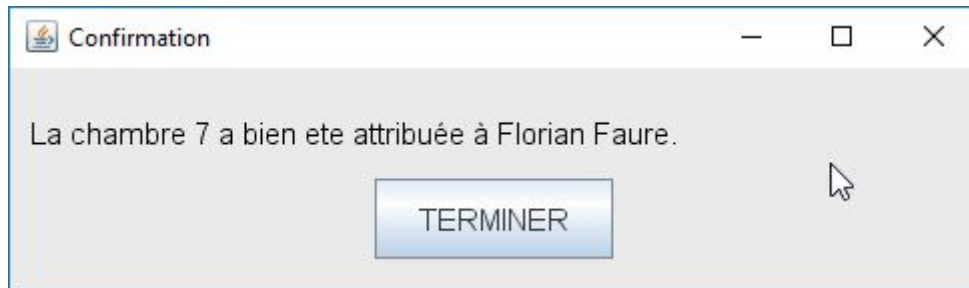 Confirmation
La chambre 7 a bien ete attribuée à Florian Faure.
TERMINER